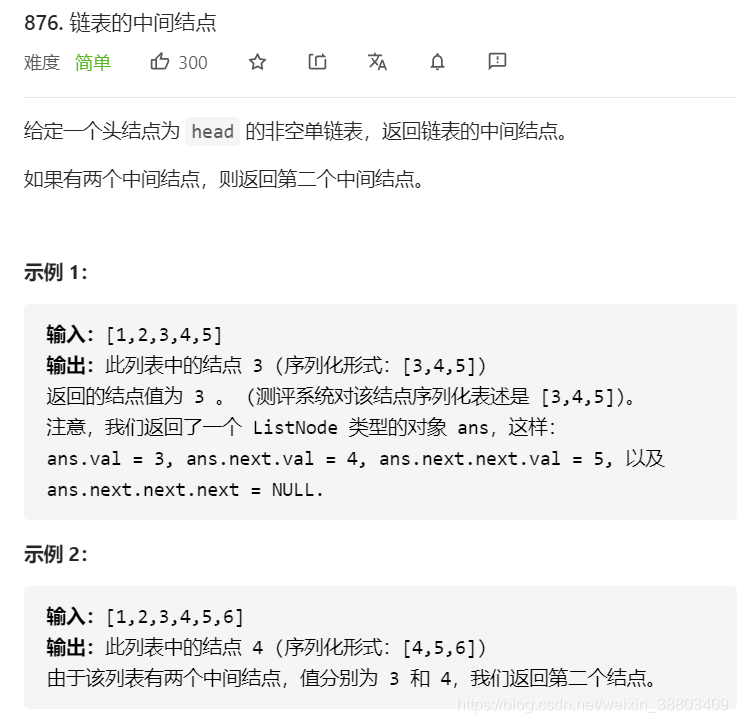 876. 链表的中间结点
难度 简单 300
给定一个头结点为 head 的非空单链表，返回链表的中间结点。
如果有两个中间结点，则返回第二个中间结点。
示例 1：
输入：[1,2,3,4,5]
输出：此列表中的结点 3 (序列化形式：[3,4,5])
返回的结点值为 3 。 (测评系统对该结点序列化表述是 [3,4,5])。
注意，我们返回了一个 ListNode 类型的对象 ans，这样：
ans.val = 3, ans.next.val = 4, ans.next.next.val = 5, 以及
ans.next.next.next = NULL.
示例 2：
输入：[1,2,3,4,5,6]
输出：此列表中的结点 4 (序列化形式：[4,5,6])
由于该列表有两个中间结点，值分别为 3 和 4，我们返回第二个结点。
https://blog.csdn.net/weixin_38803409